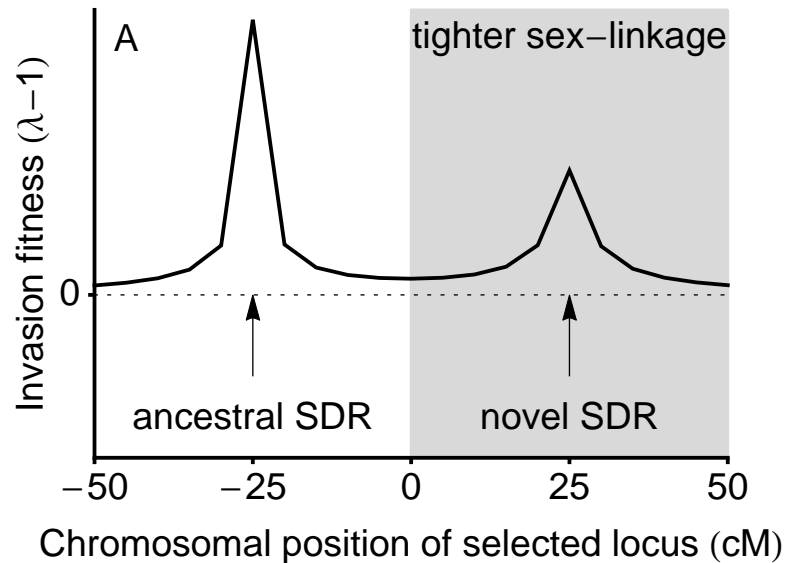 A
tighter sex−linkage
Invasion fitness (λ−1)
0
ancestral SDR
novel SDR
−50
−25
0
25
50
Chromosomal position of selected locus (cM)